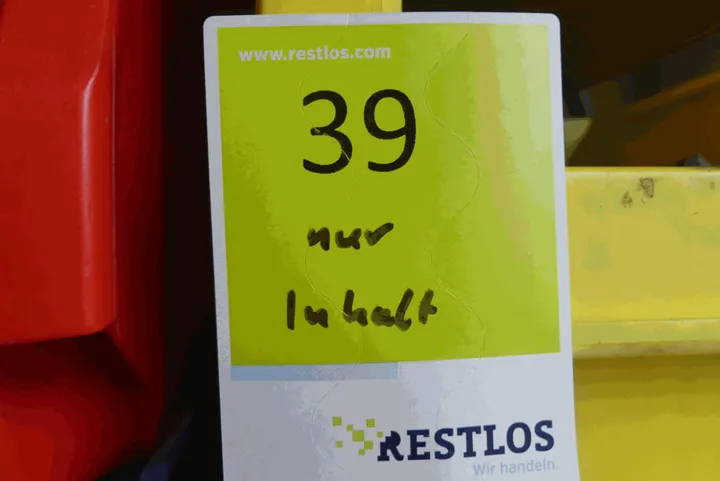 www.restlos.com
39
nur
Inhalt
RESTLOS
Wir handeln.